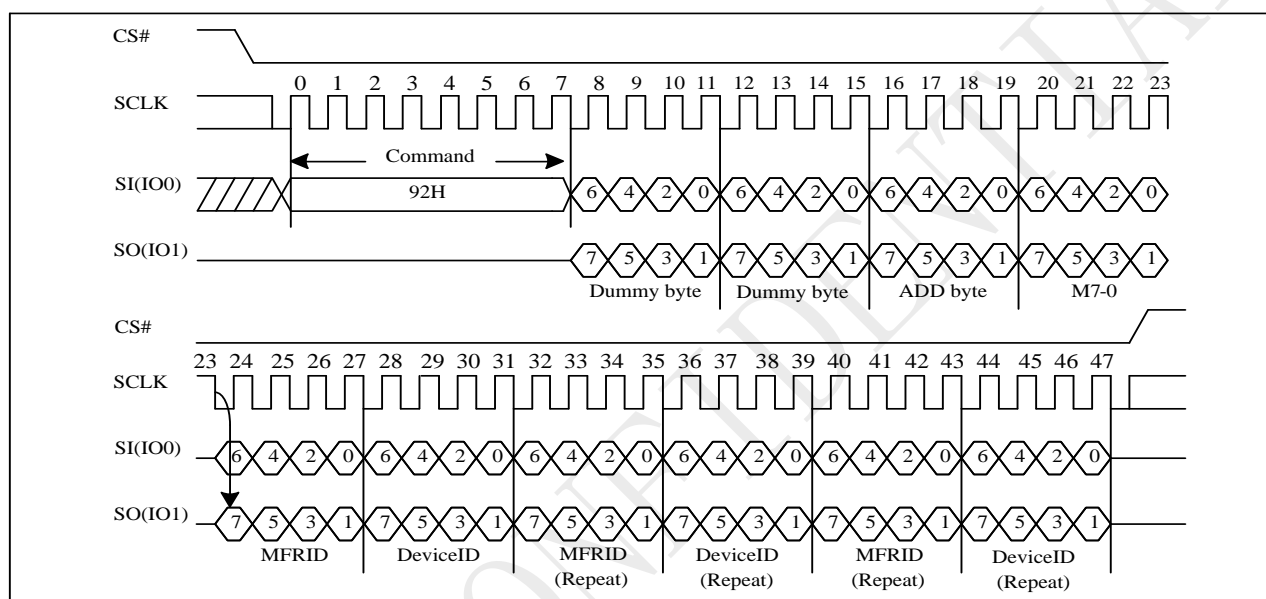 CS#
0 1 2 3 4 5 6 7 8 9 10 11 12 13 14 15 16 17 18 19 20 21 22 23
SCLK
Command
SI(IO0)
92H
6 4 2 0 6 4 2 0 6 4 2 0 6 4 2 0
SO(IO1)
7 5 3 1 7 5 3 1 7 5 3 1 7 5 3 1
Dummy byte Dummy byte ADD byte M7-0
CS#
23 24 25 26 27 28 29 30 31 32 33 34 35 36 37 38 39 40 41 42 43 44 45 46 47
SCLK
SI(IO0)
6 4 2 0 6 4 2 0 6 4 2 0 6 4 2 0 6 4 2 0 6 4 2 0
SO(IO1)
7 5 3 1 7 5 3 1 7 5 3 1 7 5 3 1 7 5 3 1 7 5 3 1
MFRID DeviceID MFRID DeviceID MFRID DeviceID
(Repeat) (Repeat) (Repeat) (Repeat)